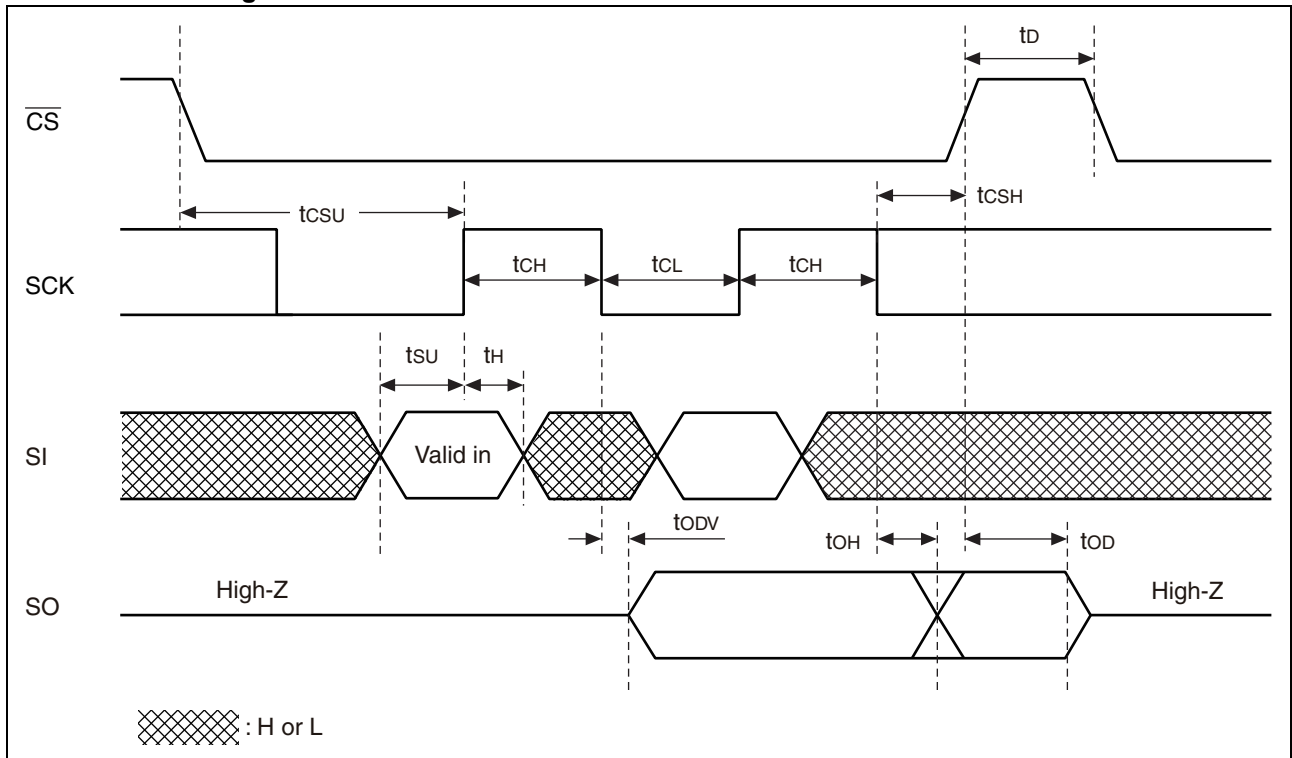 tD
CS
tCSH
tCSU
tCH
tCL
tCH
SCK
tSU
tH
SI
Valid in
tODV
tOH
tOD
High-Z
High-Z
SO
: H or L